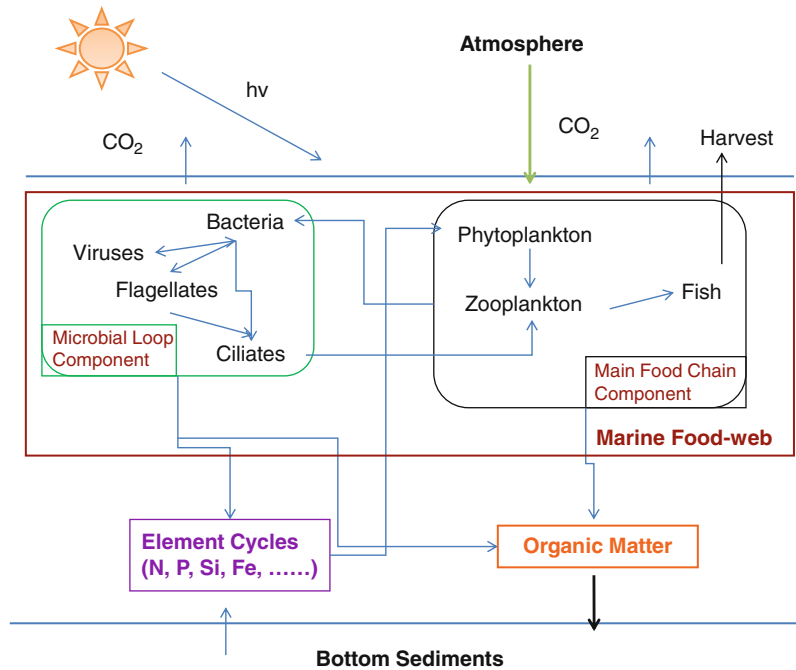 Atmosphere
hv
CO₂
CO₂
Harvest
Bacteria
Viruses
Flagellates
Ciliates
Microbial Loop
Component
Phytoplankton
Zooplankton
Fish
Main Food Chain
Component
Marine Food-web
Element Cycles
(N, P, Si, Fe, ......)
Organic Matter
Bottom Sediments